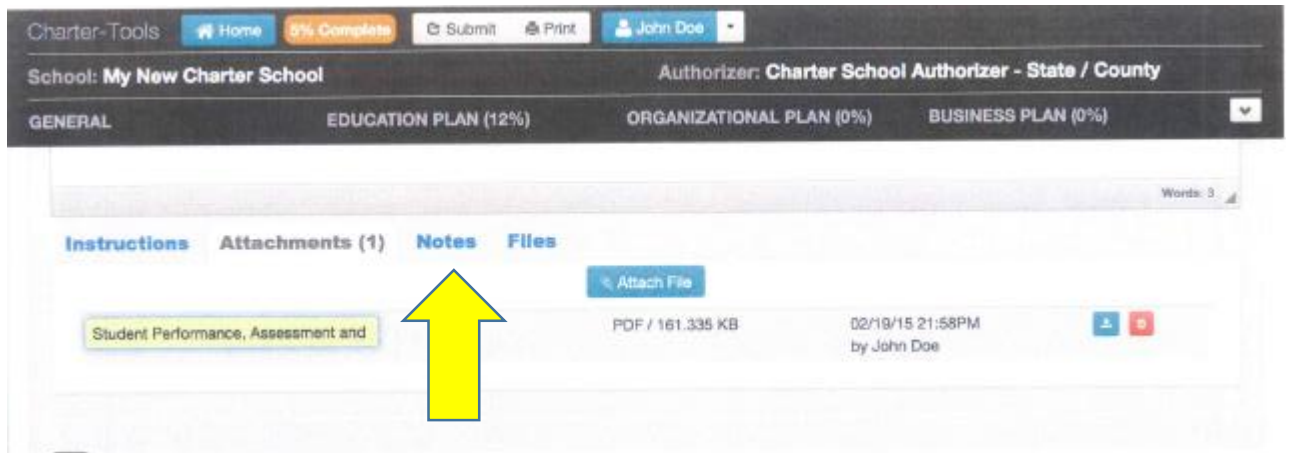 Charter-Tools Home 5% Complete Submit Print John Doe
School: My New Charter School Authorizer: Charter School Authorizer - State / County
GENERAL EDUCATION PLAN (12%) ORGANIZATIONAL PLAN (0%) BUSINESS PLAN (0%)
Words: 3
Instructions Attachments (1) Notes Files
Attach File
Student Performance, Assessment and PDF / 161.335 KB 02/19/15 21:58PM
by John Doe